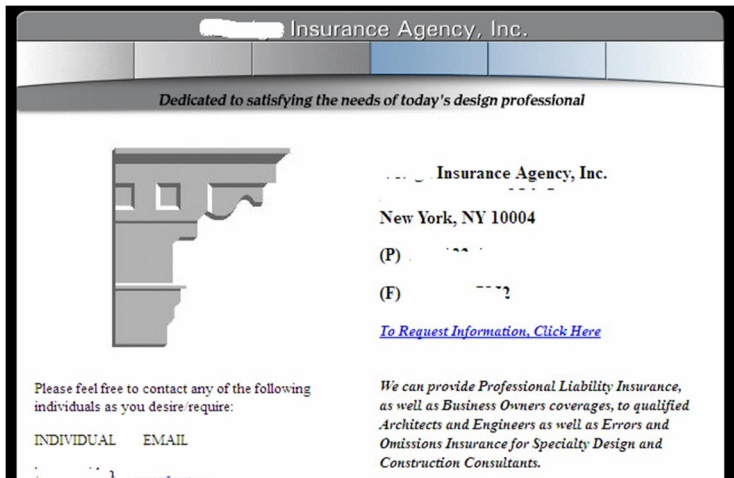 Insurance Agency, Inc.
Dedicated to satisfying the needs of today's design professional
Insurance Agency, Inc.
New York, NY 10004
(P)
(F)
To Request Information, Click Here
Please feel free to contact any of the following
individuals as you desire/require:
INDIVIDUAL EMAIL
We can provide Professional Liability Insurance,
as well as Business Owners coverages, to qualified
Architects and Engineers as well as Errors and
Omissions Insurance for Specialty Design and
Construction Consultants.